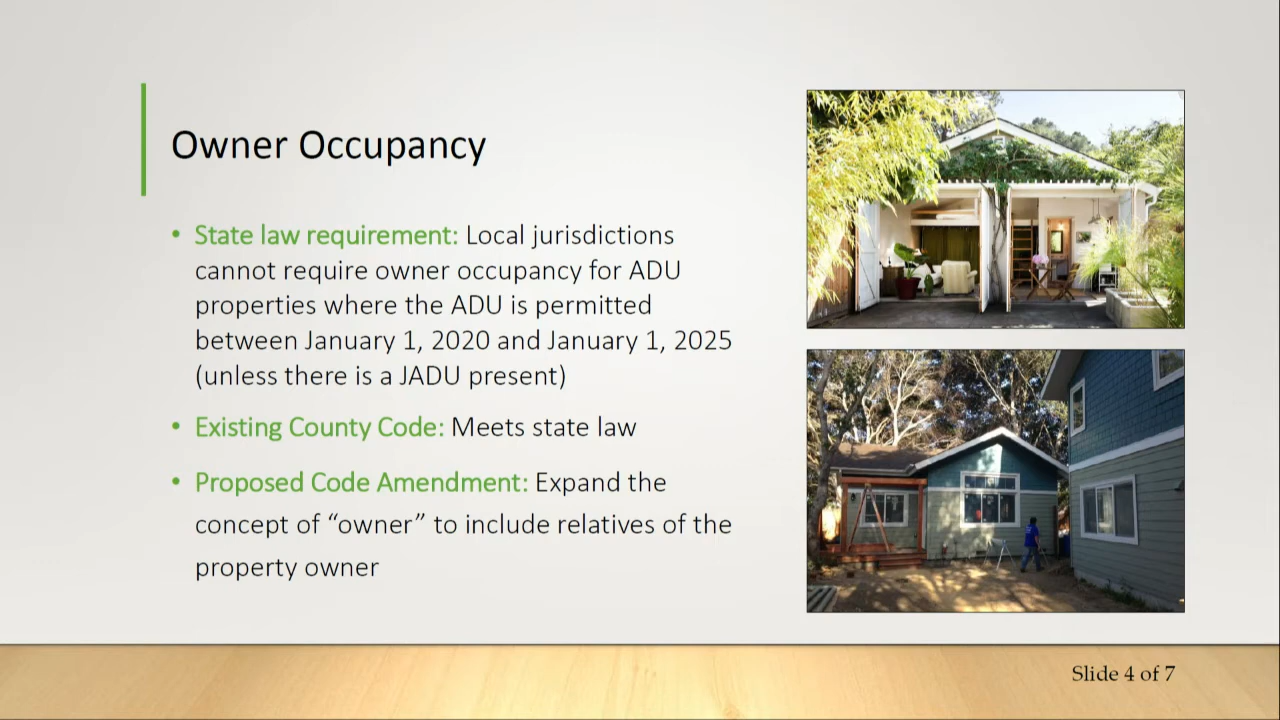 Owner Occupancy
• State law requirement: Local jurisdictions
cannot require owner occupancy for ADU
properties where the ADU is permitted
between January 1, 2020 and January 1, 2025
(unless there is a JADU present)
• Existing County Code: Meets state law
• Proposed Code Amendment: Expand the
concept of “owner” to include relatives of the
property owner
Slide 4 of 7